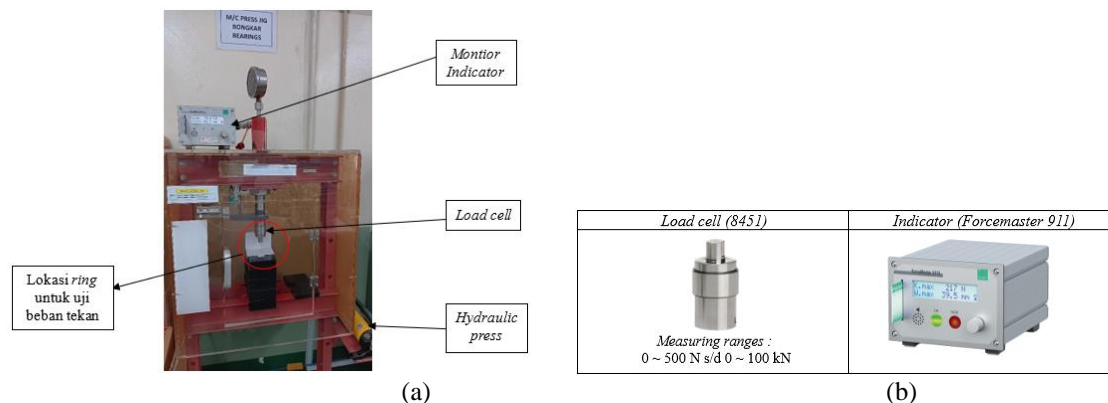 M/C PRESS JIG
BONGKAR
BEARINGS
Montior
Indicator
Load cell
Lokasi ring
untuk uji
beban tekan
Hydraulic
press
(a)
Load cell (8451)
Indicator (Forcemaster 911)
Measuring ranges :
0 ~ 500 N s/d 0 ~ 100 kN
(b)